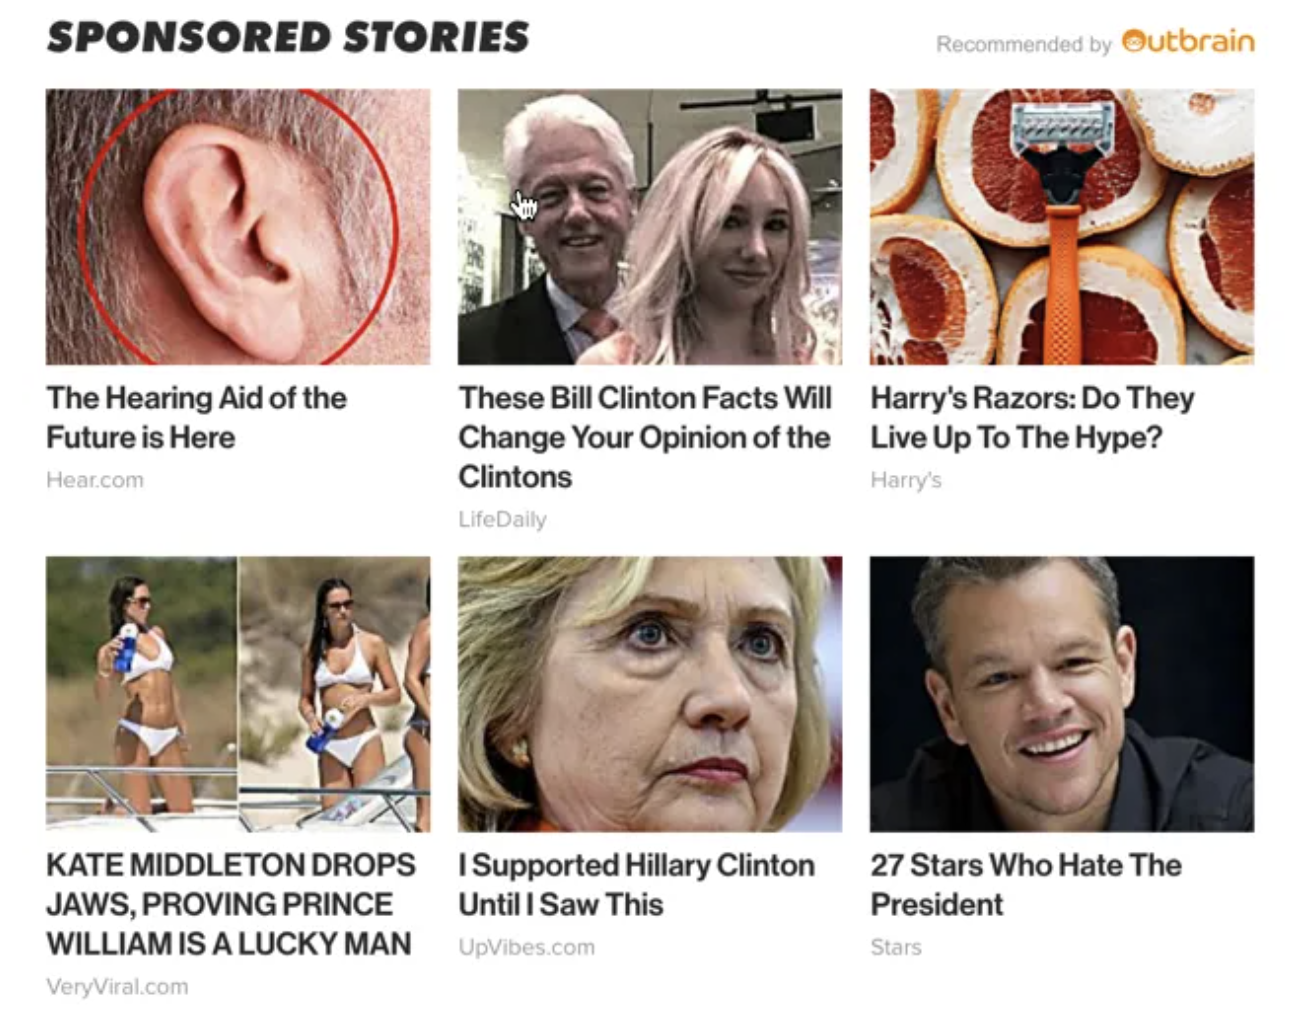 SPONSORED STORIES
Recommended by Outbrain
The Hearing Aid of the
Future is Here
Hear.com
These Bill Clinton Facts Will
Change Your Opinion of the
Clintons
LifeDaily
Harry's Razors: Do They
Live Up To The Hype?
Harry's
KATE MIDDLETON DROPS
JAWS, PROVING PRINCE
WILLIAM IS A LUCKY MAN
VeryViral.com
I Supported Hillary Clinton
Until I Saw This
UpVibes.com
27 Stars Who Hate The
President
Stars